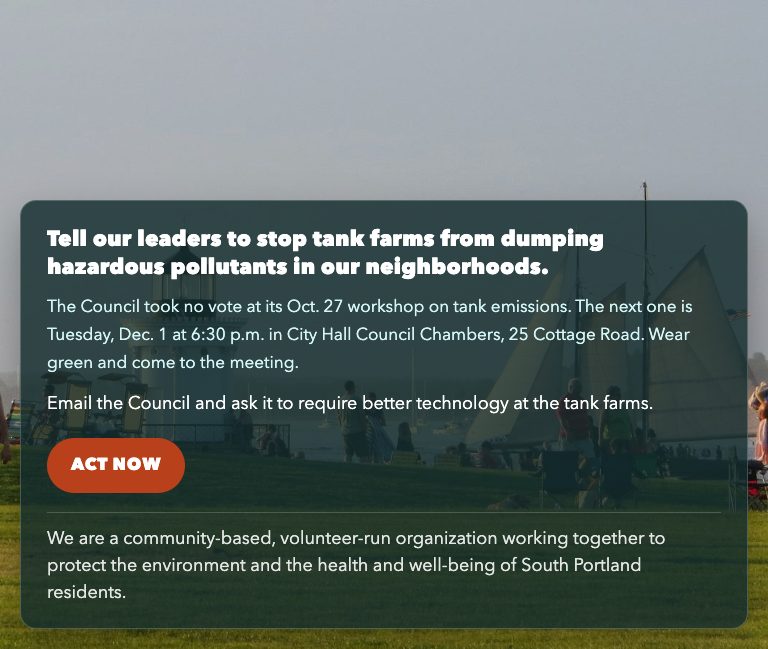 Tell our leaders to stop tank farms from dumping
hazardous pollutants in our neighborhoods.
The Council took no vote at its Oct. 27 workshop on tank emissions. The next one is
Tuesday, Dec. 1 at 6:30 p.m. in City Hall Council Chambers, 25 Cottage Road. Wear
green and come to the meeting.
Email the Council and ask it to require better technology at the tank farms.
ACT NOW
We are a community-based, volunteer-run organization working together to
protect the environment and the health and well-being of South Portland
residents.